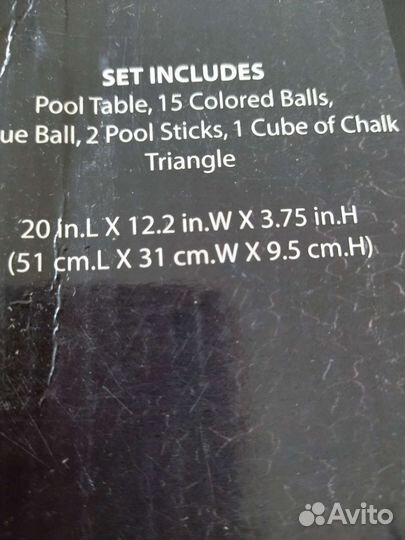 SET INCLUDES
Pool Table, 15 Colored Balls,
ue Ball, 2 Pool Sticks, 1 Cube of Chalk
Triangle
20 in.L X 12.2 in.W X 3.75 in.H
(51 cm.L X 31 cm.W X 9.5 cm.H)
Avito